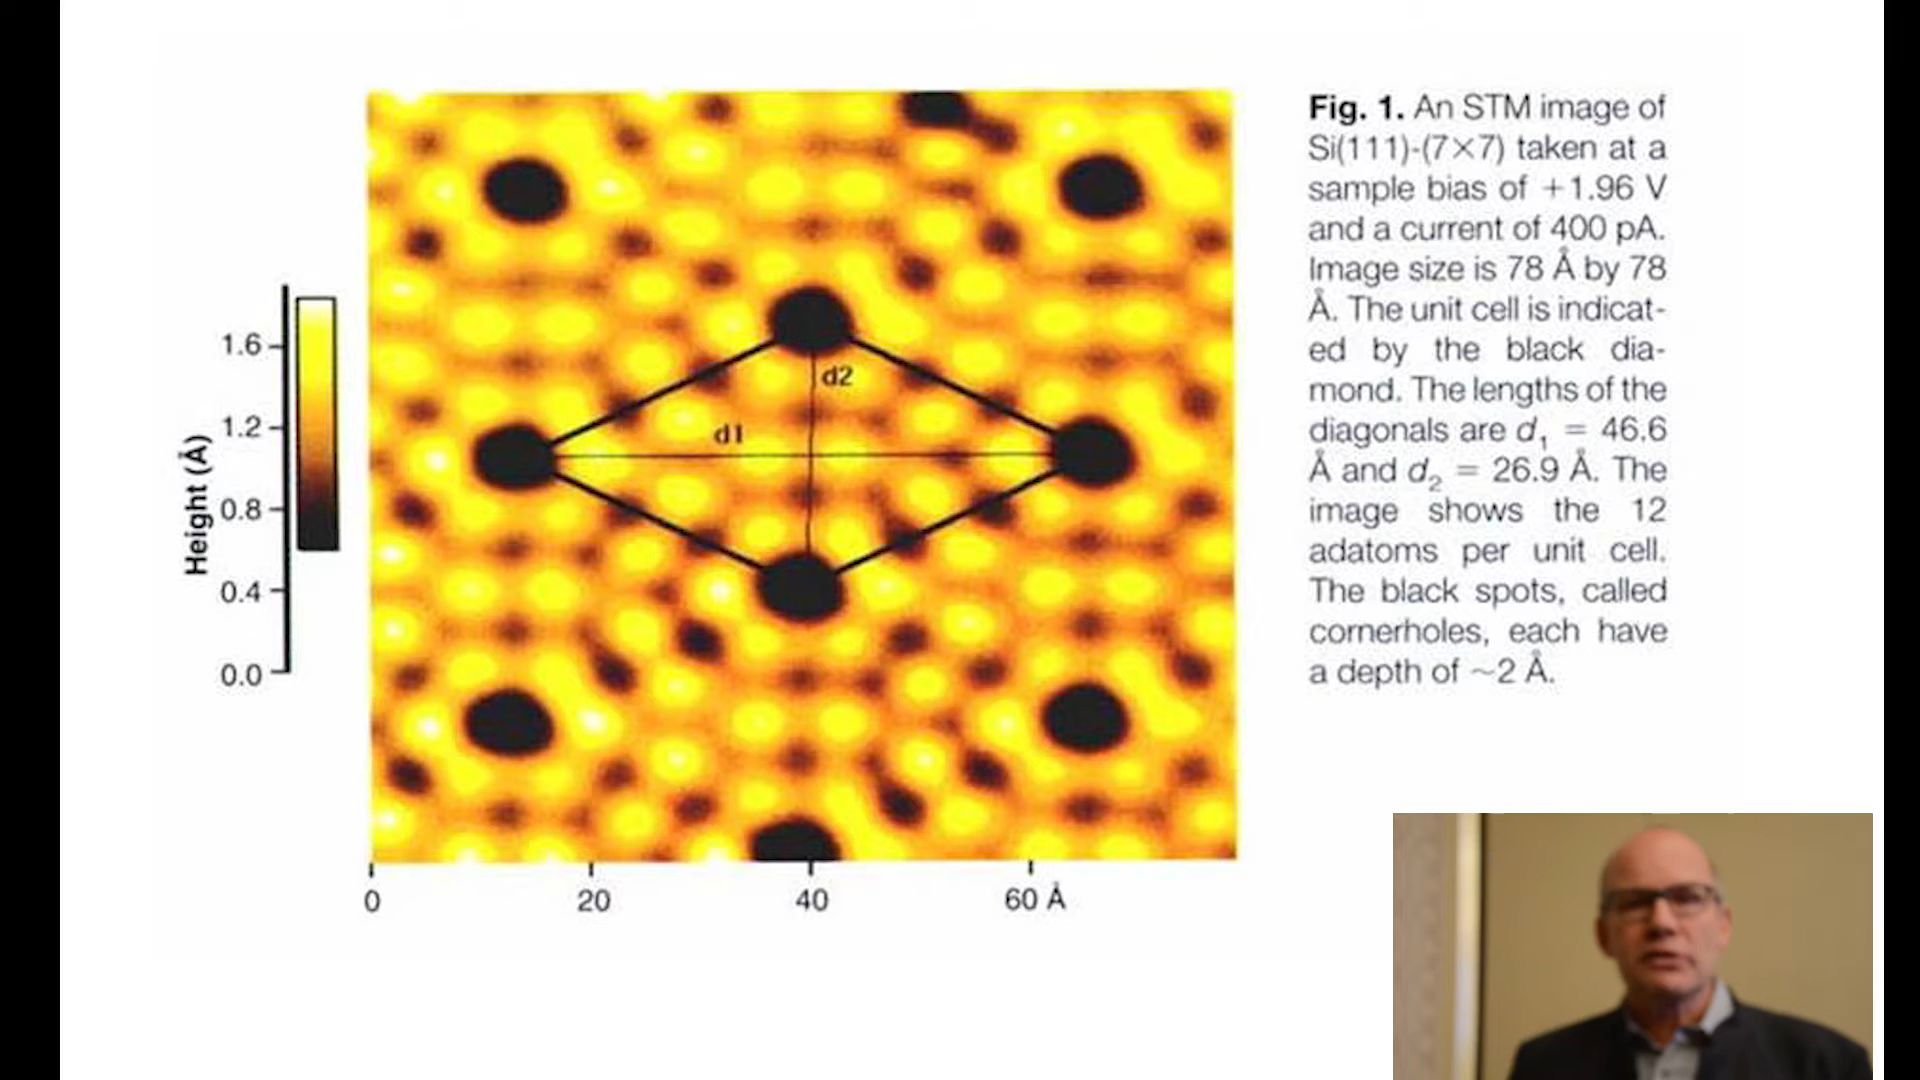 Fig. 1. An STM image of
Si(111)-(7×7) taken at a
sample bias of +1.96 V
and a current of 400 pA.
Image size is 78 Å by 78
Å. The unit cell is indicat-
ed by the black dia-
mond. The lengths of the
diagonals are d₁ = 46.6
Å and d₂ = 26.9 Å. The
image shows the 12
adatoms per unit cell.
The black spots, called
cornerholes, each have
a depth of ~2 Å.
Height (Å)
1.6
1.2
0.8
0.4
0.0
d2
d1
0 20 40 60 Å